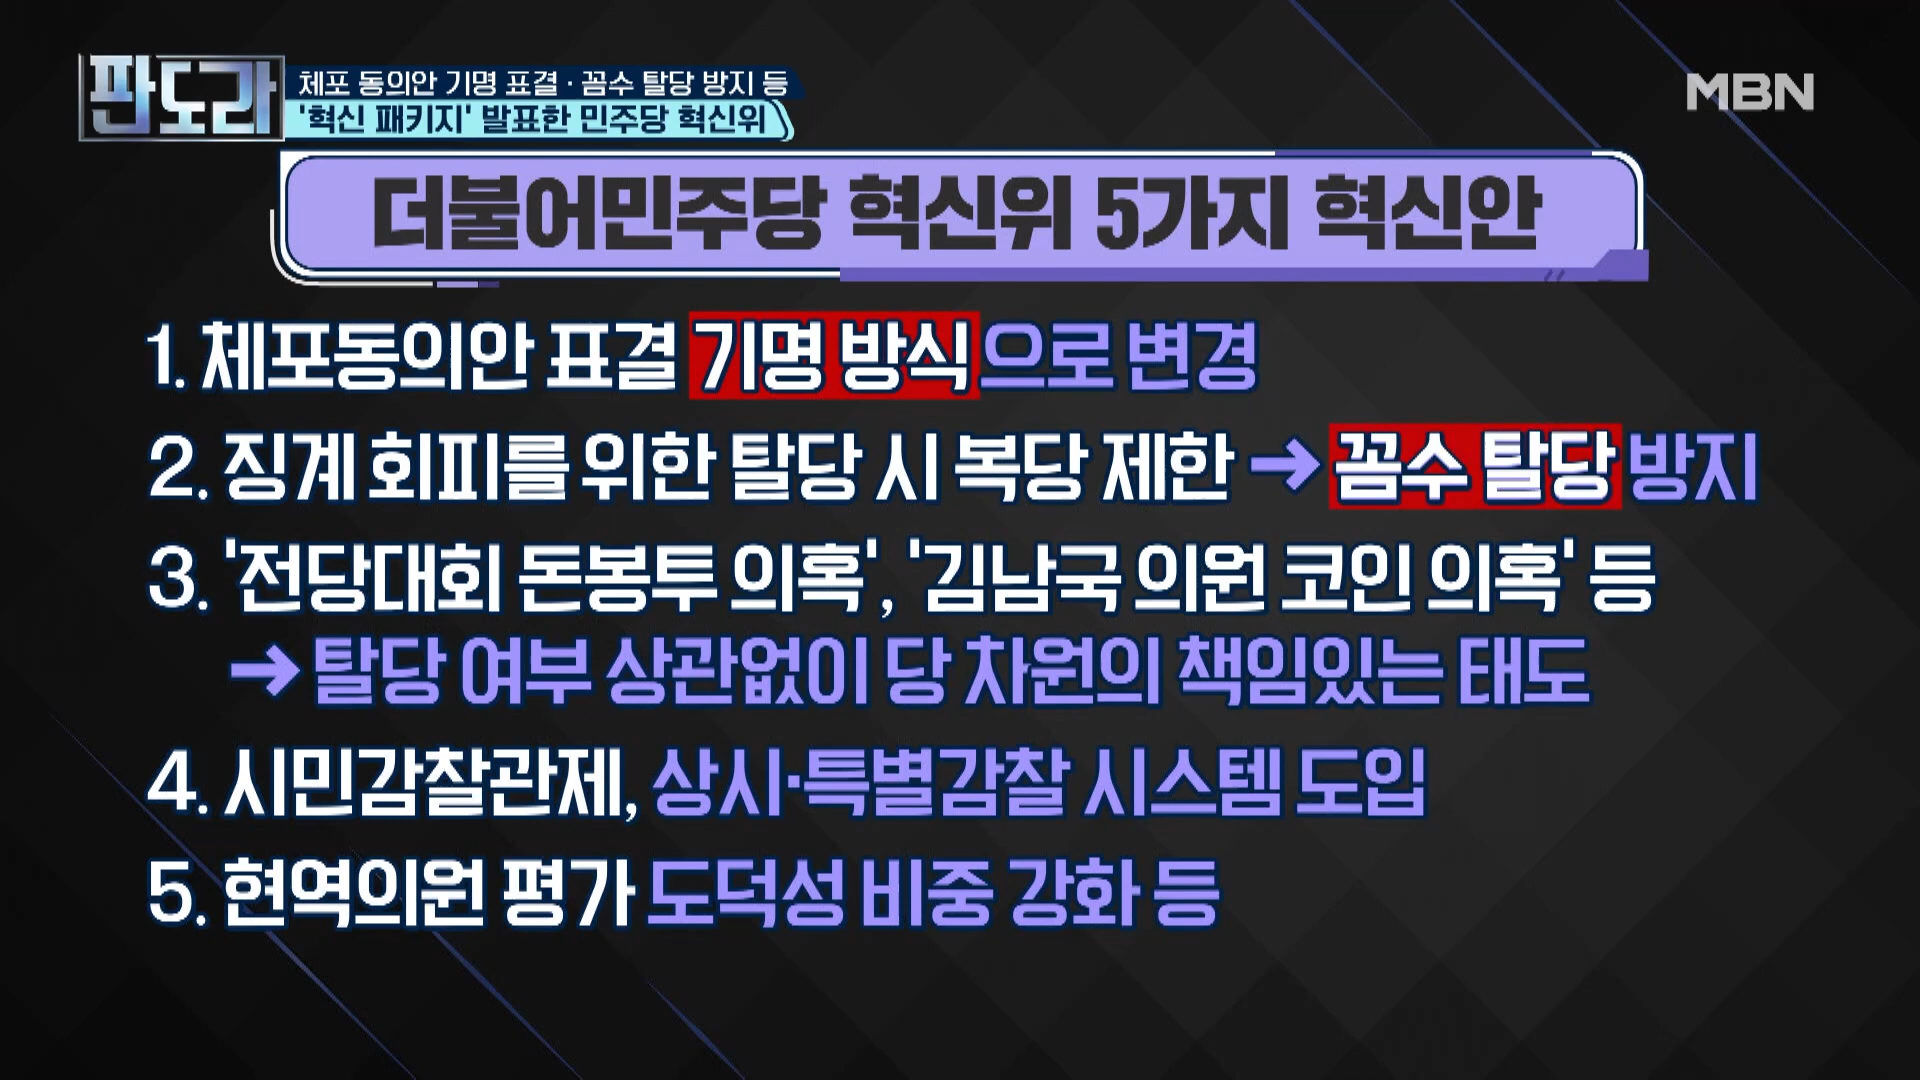 판도라
체포 동의안 기명 표결·꼼수 탈당 방지 등
'혁신 패키지' 발표한 민주당 혁신위
MBN
더불어민주당 혁신위 5가지 혁신안
1. 체포동의안 표결 기명 방식으로 변경
2. 징계 회피를 위한 탈당 시 복당 제한 → 꼼수 탈당 방지
3. '전당대회 돈봉투 의혹', '김남국 의원 코인 의혹' 등
→ 탈당 여부 상관없이 당 차원의 책임있는 태도
4. 시민감찰관제, 상시·특별감찰 시스템 도입
5. 현역의원 평가 도덕성 비중 강화 등